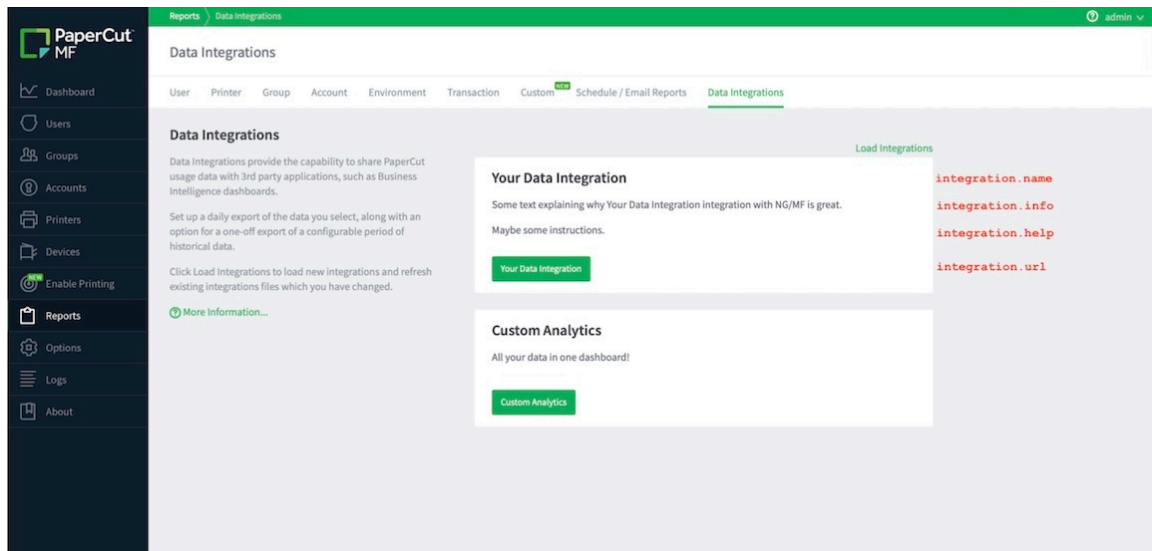 PaperCut
MF
Reports
Data Integrations
admin
Data Integrations
Dashboard
Users
Groups
Accounts
Printers
Devices
NEW
Enable Printing
Reports
Options
Logs
About
User Printer Group Account Environment Transaction Custom NEW Schedule / Email Reports Data Integrations
Data Integrations
Data Integrations provide the capability to share PaperCut
usage data with 3rd party applications, such as Business
Intelligence dashboards.
Set up a daily export of the data you select, along with an
option for a one-off export of a configurable period of
historical data.
Click Load Integrations to load new integrations and refresh
existing integrations files which you have changed.
More Information...
Load Integrations
Your Data Integration
integration.name
Some text explaining why Your Data Integration integration with NG/MF is great.
integration.info
Maybe some instructions.
integration.help
Your Data Integration
integration.url
Custom Analytics
All your data in one dashboard!
Custom Analytics